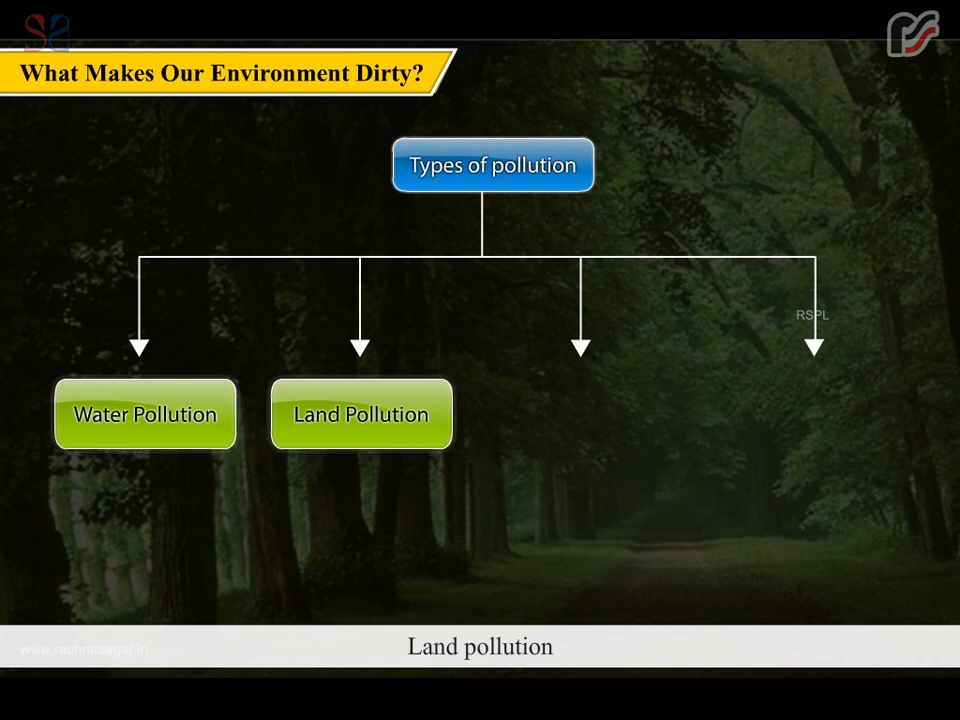 What Makes Our Environment Dirty?
Types of pollution
RSPL
Water Pollution
Land Pollution
www.rachnasagar.in
Land pollution